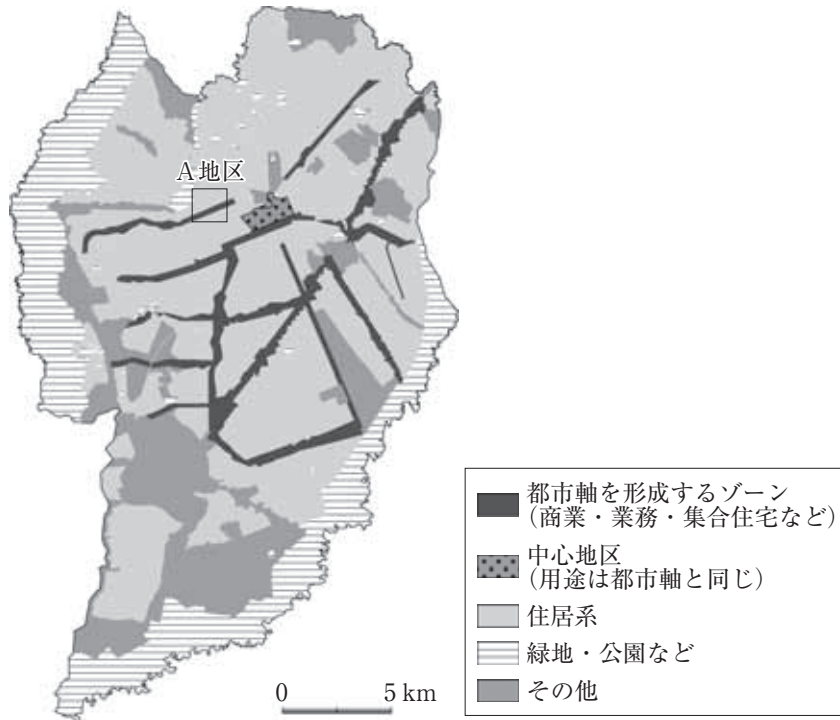 A地区
都市軸を形成するゾーン
(商業・業務・集合住宅など)
中心地区
(用途は都市軸と同じ)
住居系
緑地・公園など
その他
0 5 km